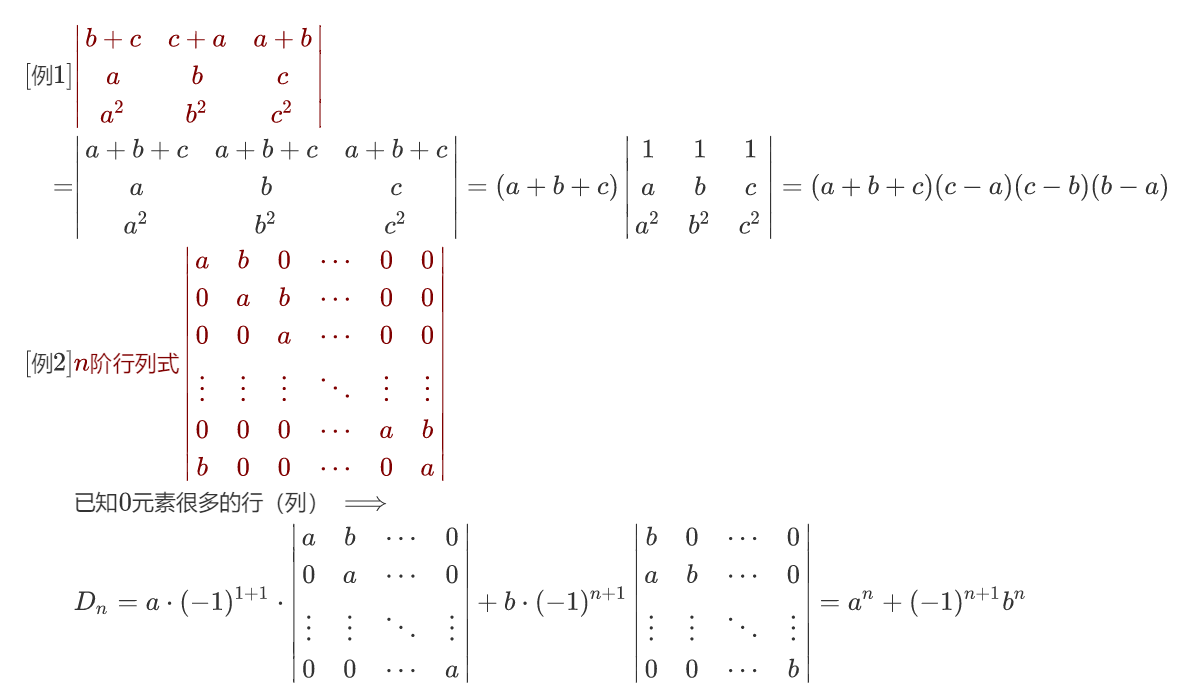 [例1] $\begin{vmatrix} b+c & c+a & a+b \\ a & b & c \\ a^2 & b^2 & c^2 \end{vmatrix}$
$= \begin{vmatrix} a+b+c & a+b+c & a+b+c \\ a & b & c \\ a^2 & b^2 & c^2 \end{vmatrix} = (a+b+c) \begin{vmatrix} 1 & 1 & 1 \\ a & b & c \\ a^2 & b^2 & c^2 \end{vmatrix} = (a+b+c)(c-a)(c-b)(b-a)$
[例2] $n$阶行列式 $\begin{vmatrix} a & b & 0 & \cdots & 0 & 0 \\ 0 & a & b & \cdots & 0 & 0 \\ 0 & 0 & a & \cdots & 0 & 0 \\ \vdots & \vdots & \vdots & \ddots & \vdots & \vdots \\ 0 & 0 & 0 & \cdots & a & b \\ b & 0 & 0 & \cdots & 0 & a \end{vmatrix}$
已知0元素很多的行（列） $\Longrightarrow$
$D_n = a \cdot (-1)^{1+1} \cdot \begin{vmatrix} a & b & \cdots & 0 \\ 0 & a & \cdots & 0 \\ \vdots & \vdots & \ddots & \vdots \\ 0 & 0 & \cdots & a \end{vmatrix} + b \cdot (-1)^{n+1} \begin{vmatrix} b & 0 & \cdots & 0 \\ a & b & \cdots & 0 \\ \vdots & \vdots & \ddots & \vdots \\ 0 & 0 & \cdots & b \end{vmatrix} = a^n + (-1)^{n+1} b^n$